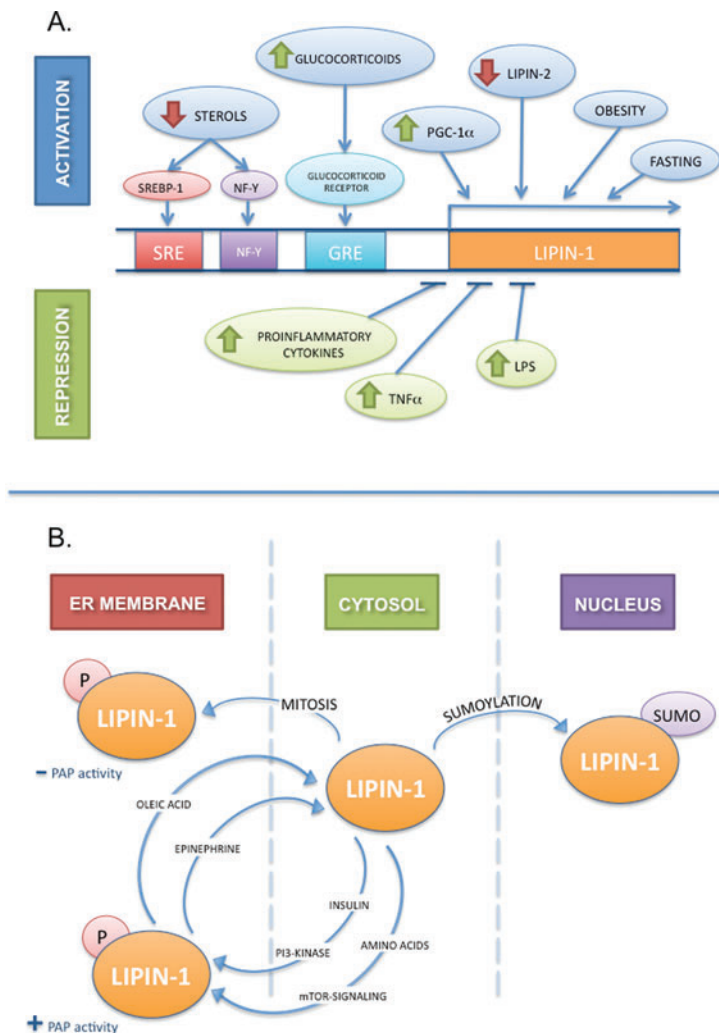 A.
ACTIVATION
GLUCOCORTICOIDS
LIPIN-2
STEROLS
PGC-1α
OBESITY
FASTING
SREBP-1
NF-Y
GLUCOCORTICOID
RECEPTOR
SRE
NF-Y
GRE
LIPIN-1
REPRESSION
PROINFLAMMATORY
CYTOKINES
TNFα
LPS
B.
ER MEMBRANE
CYTOSOL
NUCLEUS
P
LIPIN-1
MITOSIS
SUMOYLATION
SUMO
LIPIN-1
LIPIN-1
– PAP activity
OLEIC ACID
EPINEPHRINE
INSULIN
PI3-KINASE
AMINO ACIDS
mTOR-SIGNALING
P
LIPIN-1
+ PAP activity